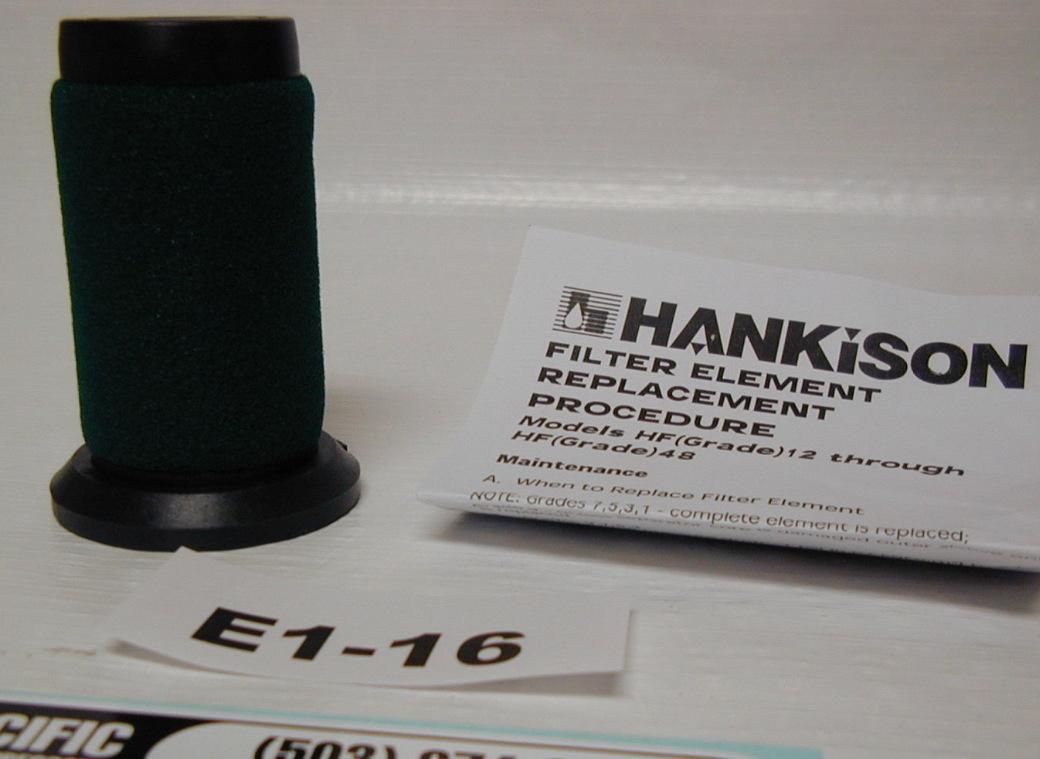 HANKiSON
FILTER ELEMENT
REPLACEMENT
PROCEDURE
Models HF(Grade)12 through
HF(Grade)48
Maintenance
A. When to Replace Filter Element
NOTE: Grades 7,5,3,1 - complete element is replaced;
E1-16
CIFIC
(503)